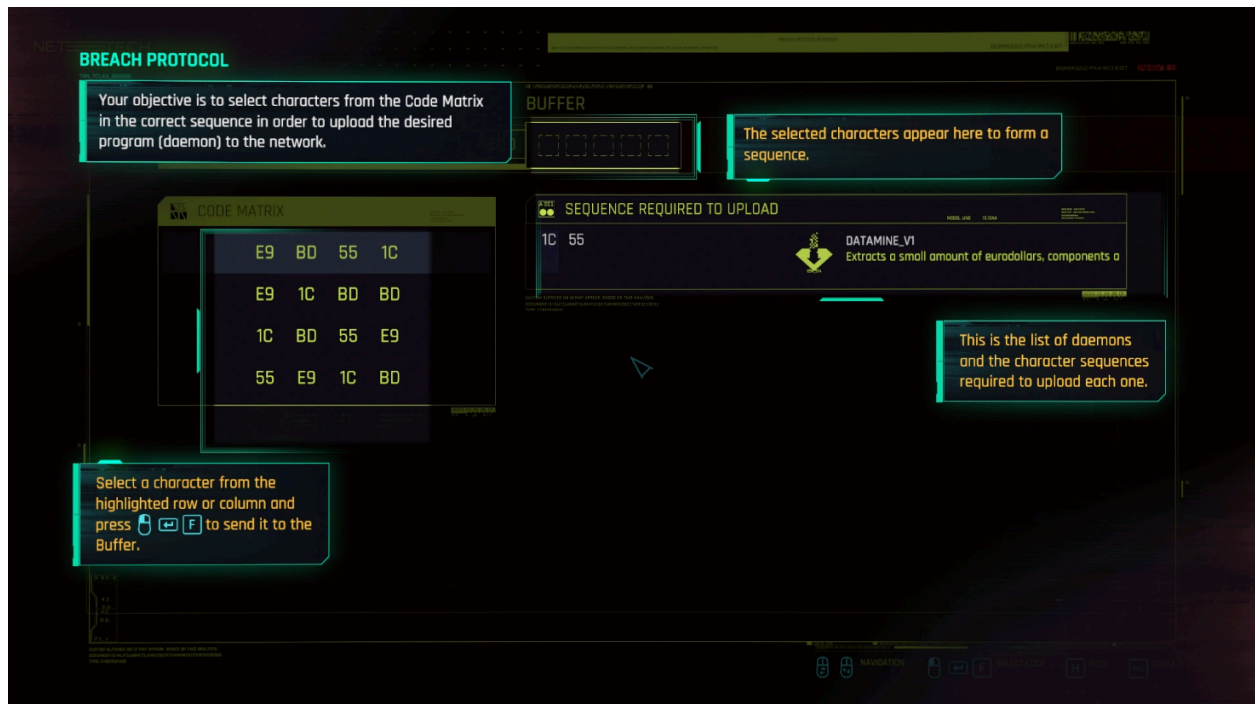 BREACH PROTOCOL
Your objective is to select characters from the Code Matrix
in the correct sequence in order to upload the desired
program (daemon) to the network.
BUFFER
The selected characters appear here to form a
sequence.
CODE MATRIX
E9 BD 55 1C
E9 1C BD BD
1C BD 55 E9
55 E9 1C BD
SEQUENCE REQUIRED TO UPLOAD
1C 55
DATAMINE_V1
Extracts a small amount of eurodollars, components a
This is the list of daemons
and the character sequences
required to upload each one.
Select a character from the
highlighted row or column and
press F to send it to the
Buffer.
NAVIGATION
F SELECT CODE
H